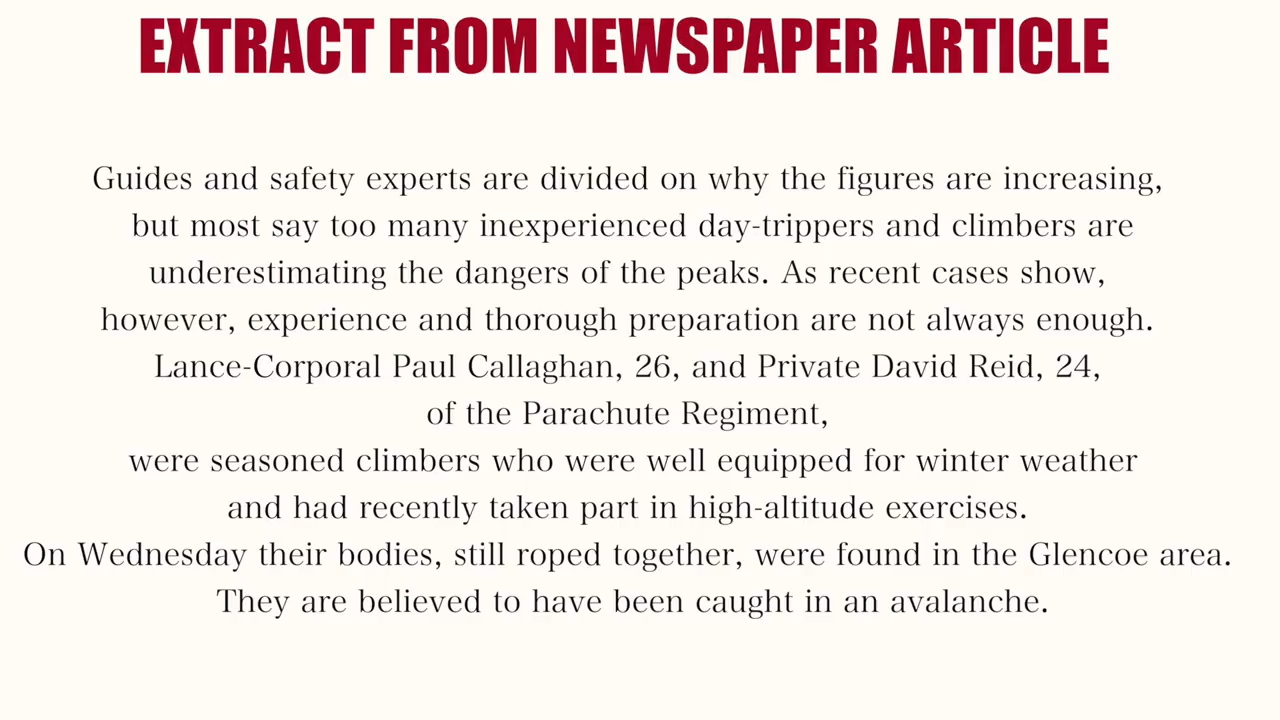 EXTRACT FROM NEWSPAPER ARTICLE
Guides and safety experts are divided on why the figures are increasing,
but most say too many inexperienced day-trippers and climbers are
underestimating the dangers of the peaks. As recent cases show,
however, experience and thorough preparation are not always enough.
Lance-Corporal Paul Callaghan, 26, and Private David Reid, 24,
of the Parachute Regiment,
were seasoned climbers who were well equipped for winter weather
and had recently taken part in high-altitude exercises.
On Wednesday their bodies, still roped together, were found in the Glencoe area.
They are believed to have been caught in an avalanche.